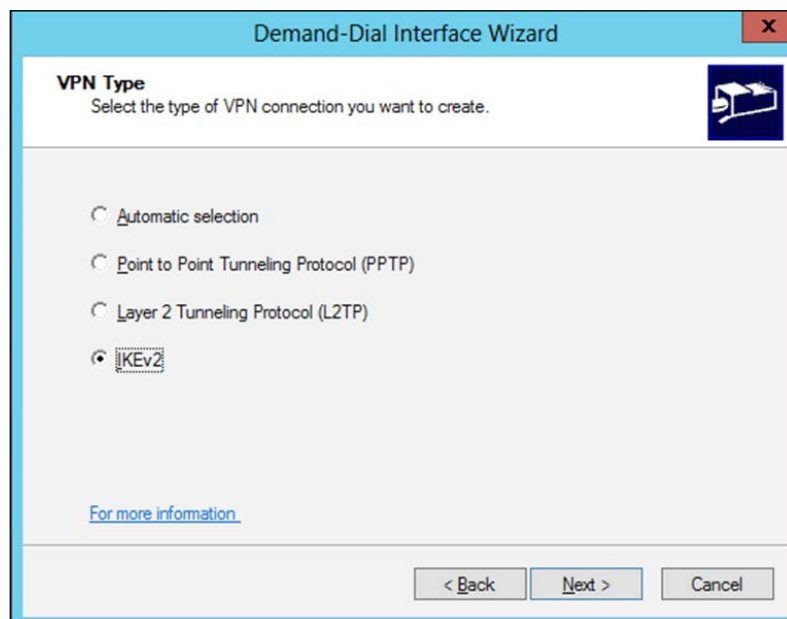 Demand-Dial Interface Wizard
x
VPN Type
Select the type of VPN connection you want to create.
Automatic selection
Point to Point Tunneling Protocol (PPTP)
Layer 2 Tunneling Protocol (L2TP)
IKEv2
For more information
< Back
Next >
Cancel